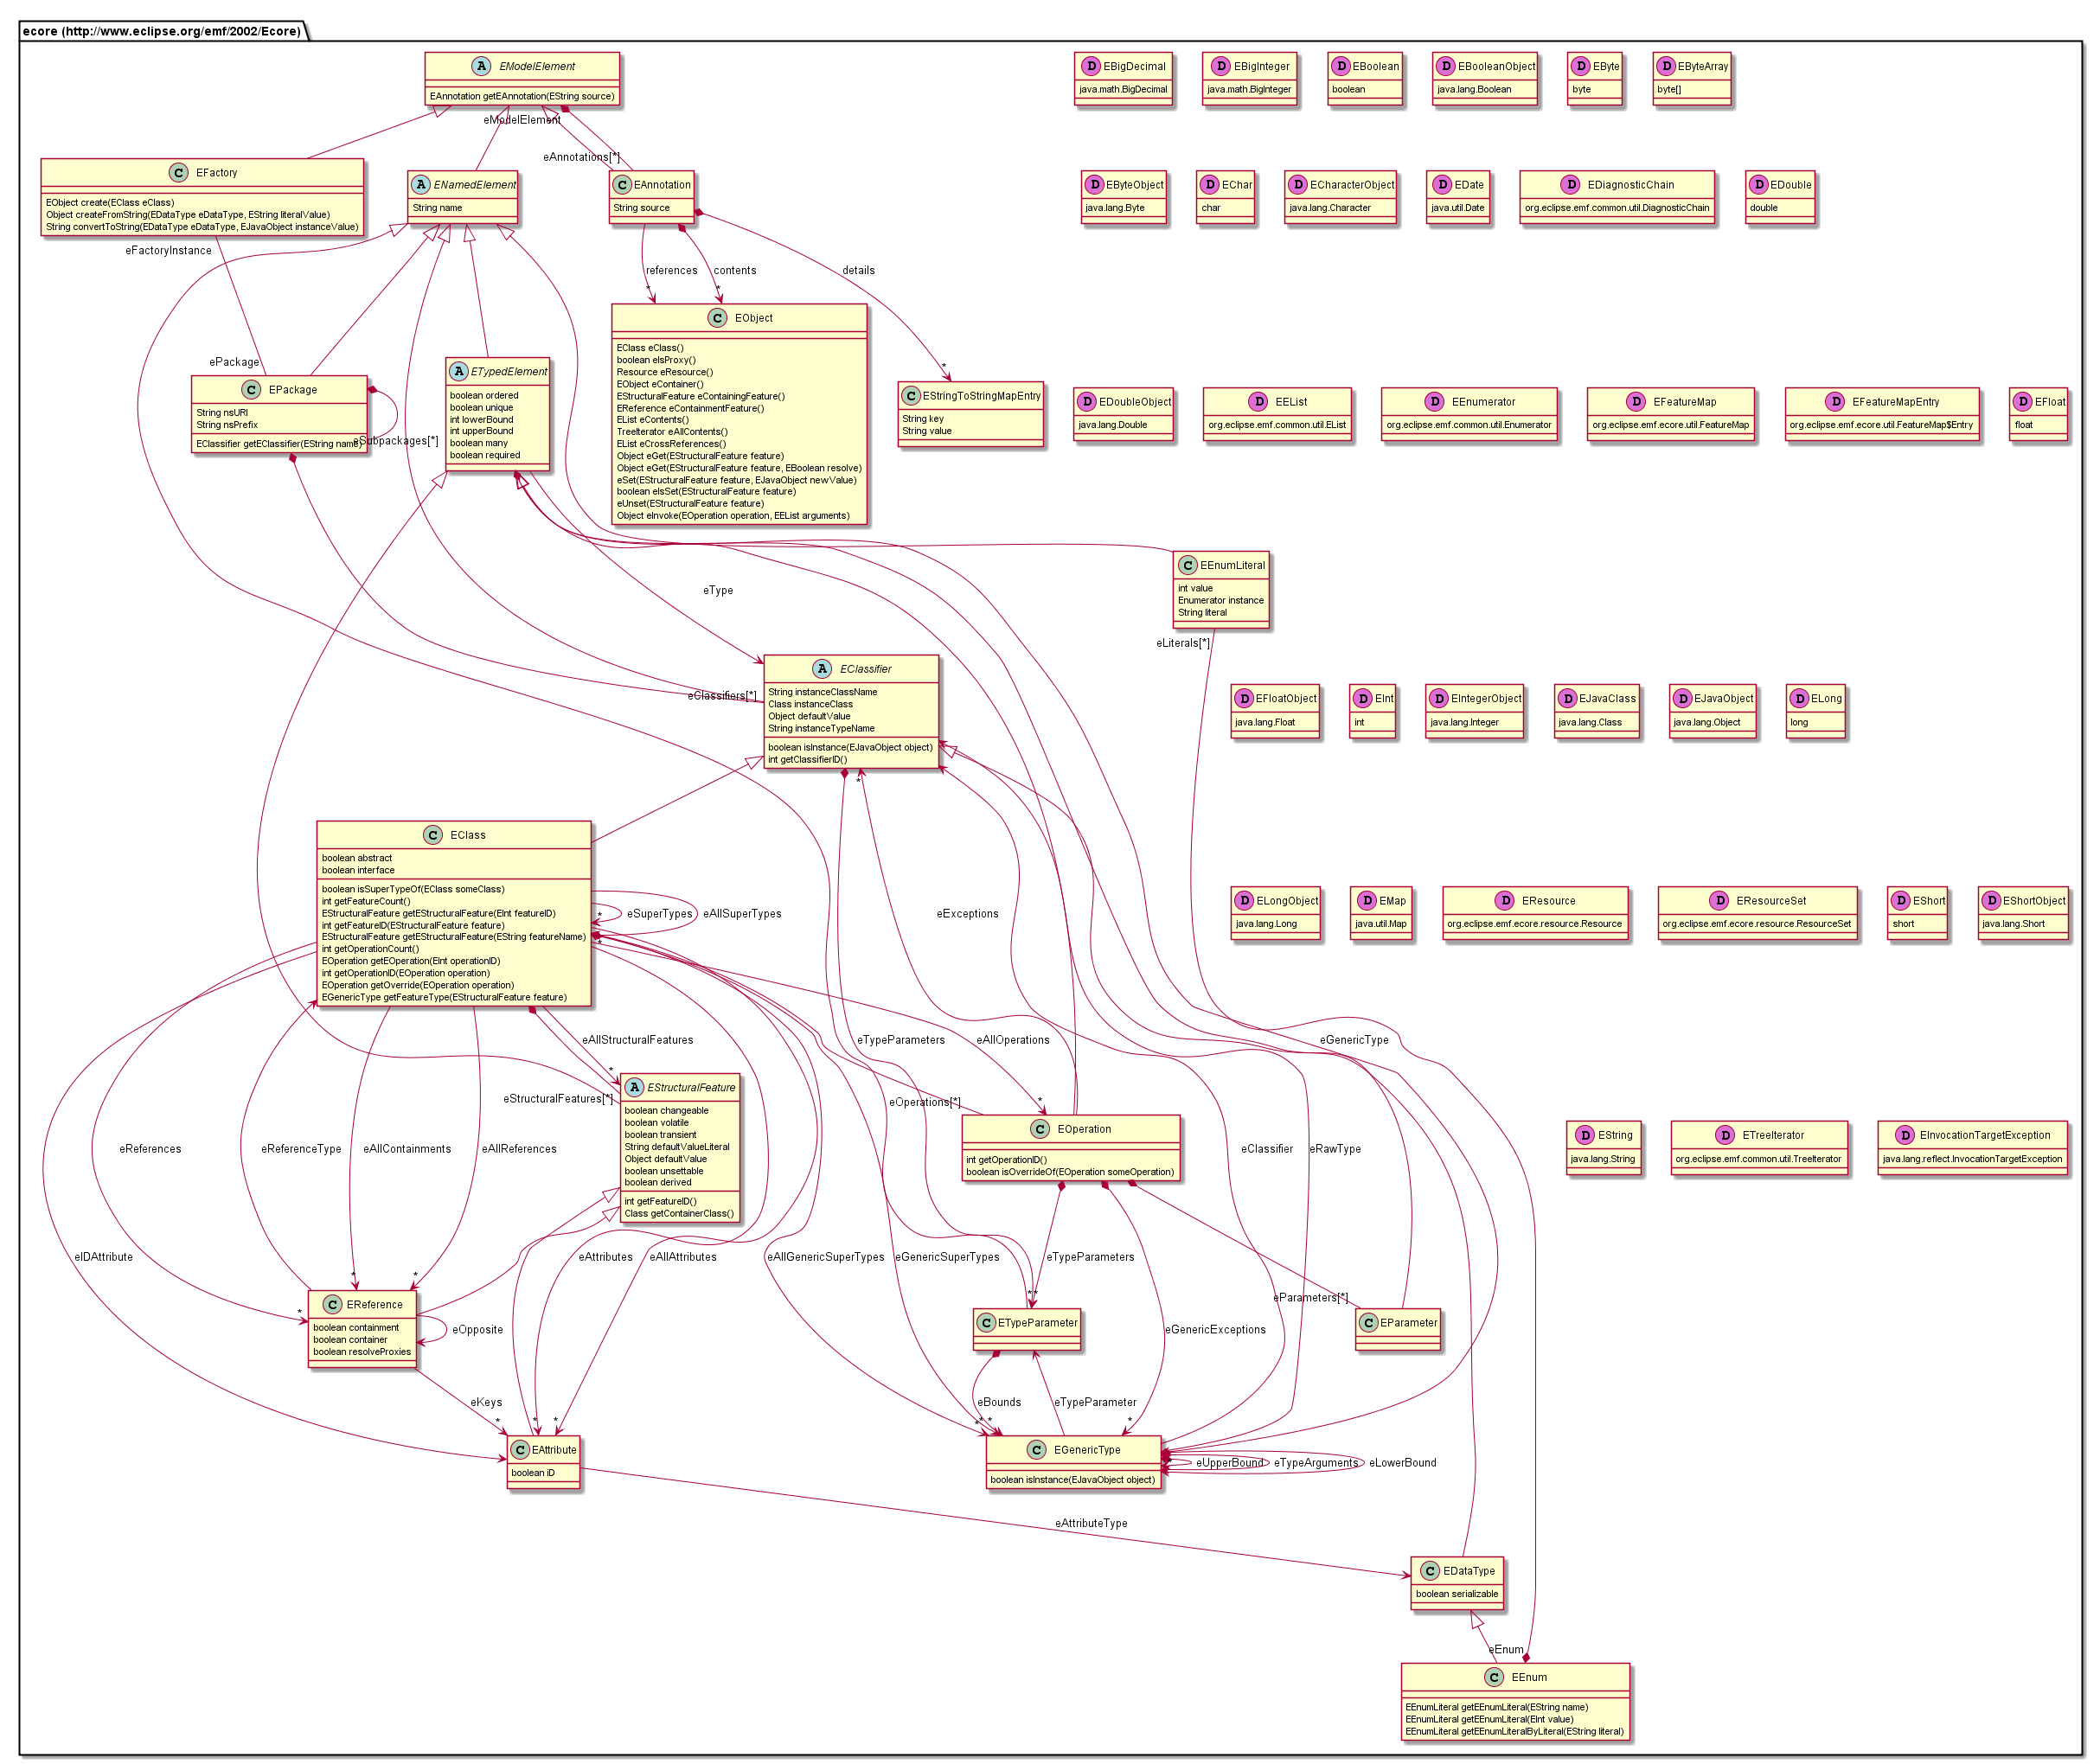 ecore (http://www.eclipse.org/emf/2002/Ecore)
A EModelElement
EAnnotation getEAnnotation(EString source)
D EBigDecimal
java.math.BigDecimal
D EBigInteger
java.math.BigInteger
D EBoolean
boolean
D EBooleanObject
java.lang.Boolean
D EByte
byte
D EByteArray
byte[]
eModelElement
eAnnotations[*]
C EFactory
EObject create(EClass eClass)
Object createFromString(EDataType eDataType, EString literalValue)
String convertToString(EDataType eDataType, EJavaObject instanceValue)
A ENamedElement
String name
C EAnnotation
String source
D EByteObject
java.lang.Byte
D EChar
char
D ECharacterObject
java.lang.Character
D EDate
java.util.Date
D EDiagnosticChain
org.eclipse.emf.common.util.DiagnosticChain
D EDouble
double
eFactoryInstance
references
contents
details
*
*
ePackage
*
C EPackage
String nsURI
String nsPrefix
EClassifier getEClassifier(EString name)
eSubpackages[*]
A ETypedElement
boolean ordered
boolean unique
int lowerBound
int upperBound
boolean many
boolean required
C EObject
EClass eClass()
boolean eIsProxy()
Resource eResource()
EObject eContainer()
EStructuralFeature eContainingFeature()
EReference eContainmentFeature()
EList eContents()
TreeIterator eAllContents()
EList eCrossReferences()
Object eGet(EStructuralFeature feature)
Object eGet(EStructuralFeature feature, EBoolean resolve)
eSet(EStructuralFeature feature, EJavaObject newValue)
boolean eIsSet(EStructuralFeature feature)
eUnset(EStructuralFeature feature)
Object eInvoke(EOperation operation, EEList arguments)
C EStringToStringMapEntry
String key
String value
D EDoubleObject
java.lang.Double
D EEList
org.eclipse.emf.common.util.EList
D EEnumerator
org.eclipse.emf.common.util.Enumerator
D EFeatureMap
org.eclipse.emf.ecore.util.FeatureMap
D EFeatureMapEntry
org.eclipse.emf.ecore.util.FeatureMap$Entry
D EFloat
float
eType
C EEnumLiteral
int value
Enumerator instance
String literal
eLiterals[*]
eClassifiers[*]
A EClassifier
String instanceClassName
Class instanceClass
Object defaultValue
String instanceTypeName
boolean isInstance(EJavaObject object)
int getClassifierID()
*
D EFloatObject
java.lang.Float
D EInt
int
D EIntegerObject
java.lang.Integer
D EJavaClass
java.lang.Class
D EJavaObject
java.lang.Object
D ELong
long
C EClass
boolean abstract
boolean interface
boolean isSuperTypeOf(EClass someClass)
int getFeatureCount()
EStructuralFeature getEStructuralFeature(EInt featureID)
int getFeatureID(EStructuralFeature feature)
EStructuralFeature getEStructuralFeature(EString featureName)
int getOperationCount()
EOperation getEOperation(EInt operationID)
int getOperationID(EOperation operation)
EOperation getOverride(EOperation operation)
EGenericType getFeatureType(EStructuralFeature feature)
*
eSuperTypes
eAllSuperTypes
*
eExceptions
D ELongObject
java.lang.Long
D EMap
java.util.Map
D EResource
org.eclipse.emf.ecore.resource.Resource
D EResourceSet
org.eclipse.emf.ecore.resource.ResourceSet
D EShort
short
D EShortObject
java.lang.Short
eAllStructuralFeatures
eTypeParameters
eAllOperations
eGenericType
*
eStructuralFeatures[*]
A EStructuralFeature
boolean changeable
boolean volatile
boolean transient
String defaultValueLiteral
Object defaultValue
boolean unsettable
boolean derived
int getFeatureID()
Class getContainerClass()
eOperations[*]
*
C EOperation
int getOperationID()
boolean isOverrideOf(EOperation someOperation)
D EString
java.lang.String
D ETreeIterator
org.eclipse.emf.common.util.TreeIterator
D EInvocationTargetException
java.lang.reflect.InvocationTargetException
eReferences
eReferenceType
eAllContainments
eAllReferences
eClassifier
eRawType
eIDAttribute
eAttributes
eAllAttributes
eAllGenericSuperTypes
eGenericSuperTypes
eTypeParameters
*
*
*
* *
eParameters[*]
C EReference
boolean containment
boolean container
boolean resolveProxies
eOpposite
C ETypeParameter
eGenericExceptions
C EParameter
eKeys
eBounds
eTypeParameter
*
*
*
*
*
*
*
C EAttribute
boolean iD
C EGenericType
boolean isInstance(EJavaObject object)
eUpperBound
eTypeArguments
eLowerBound
eAttributeType
C EDataType
boolean serializable
eEnum
C EEnum
EEnumLiteral getEEnumLiteral(EString name)
EEnumLiteral getEEnumLiteral(EInt value)
EEnumLiteral getEEnumLiteralByLiteral(EString literal)